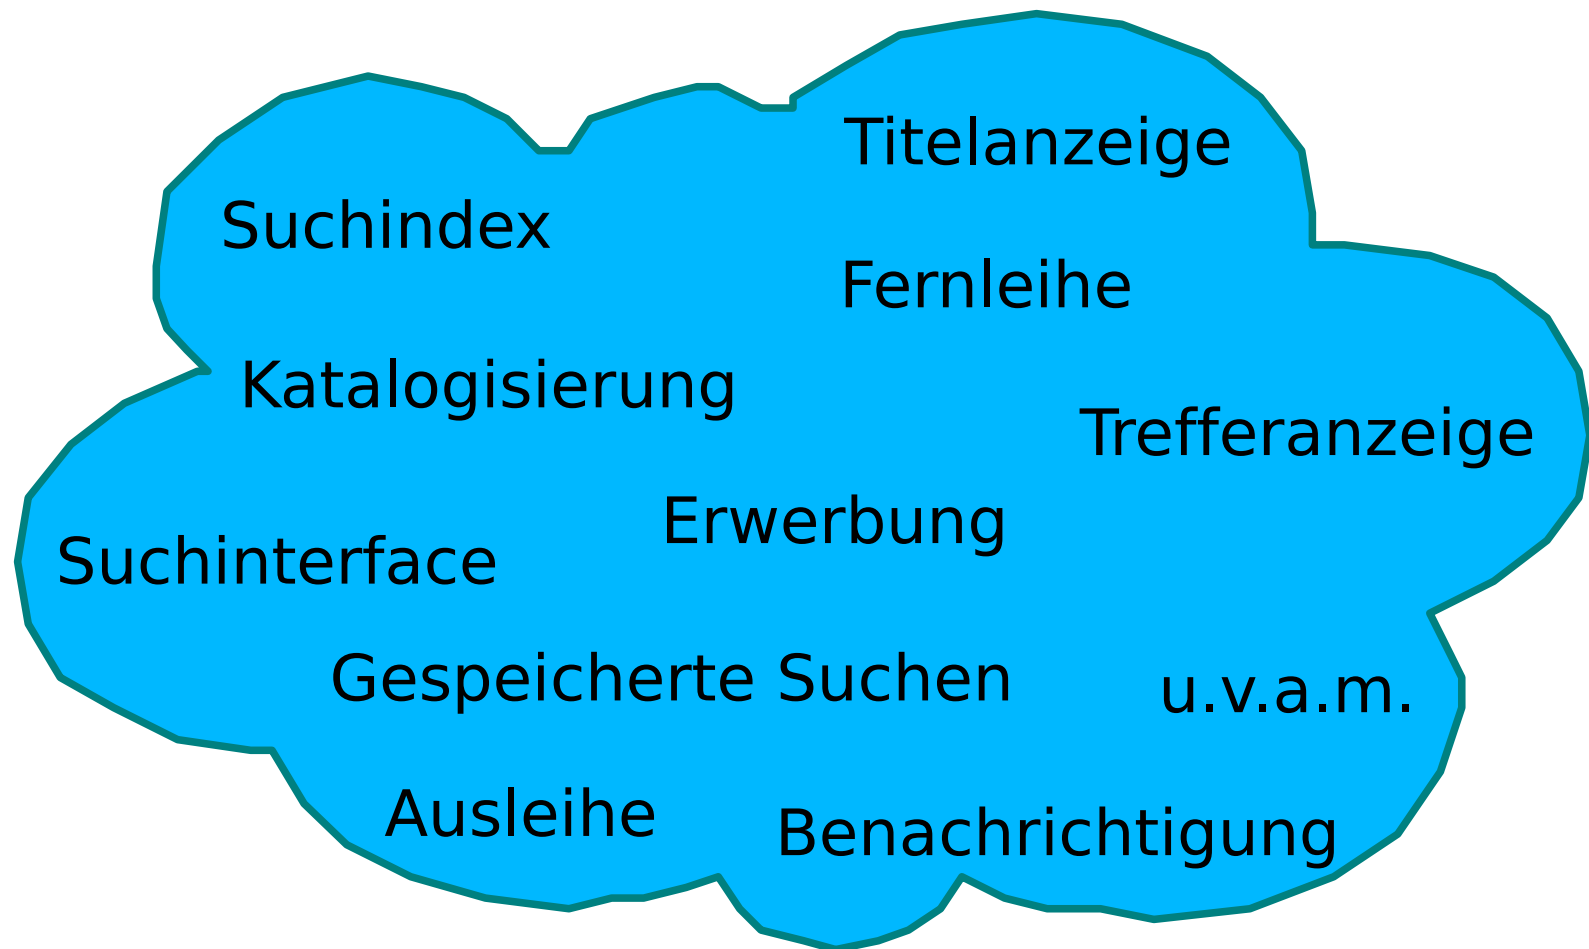 Titelanzeige
Suchindex
Fernleihe
Katalogisierung
Trefferanzeige
Erwerbung
Suchinterface
Gespeicherte Suchen
u.v.a.m.
Ausleihe
Benachrichtigung